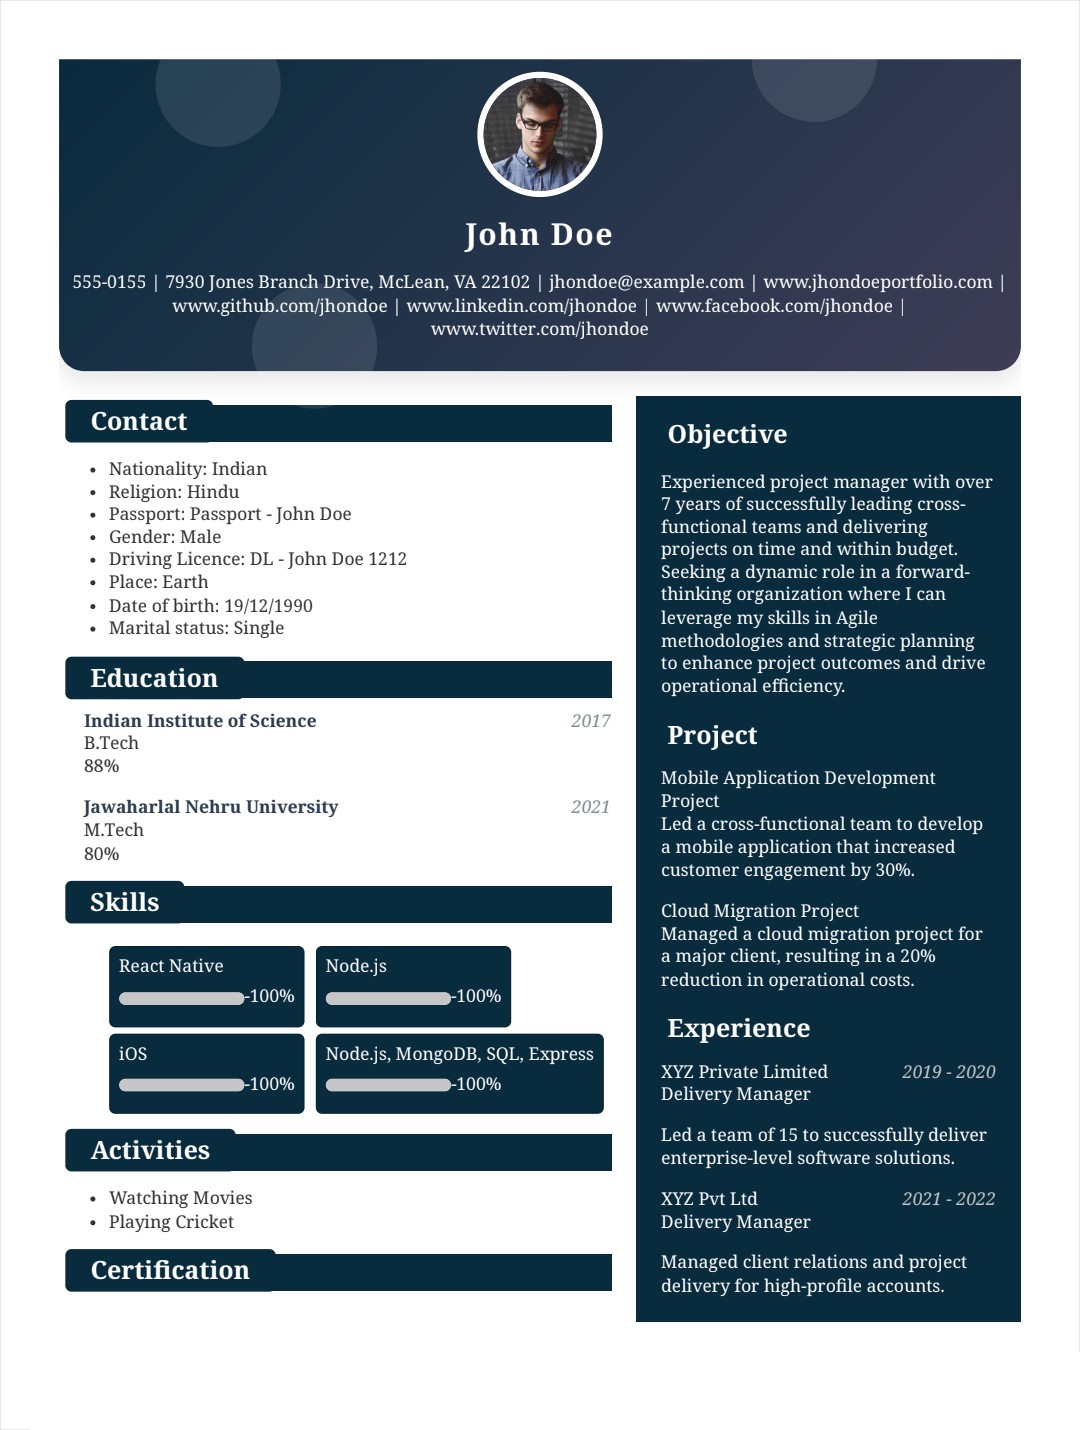 John Doe
555-0155 | 7930 Jones Branch Drive, McLean, VA 22102 | jhondoe@example.com | www.jhondoeportfolio.com |
www.github.com/jhondoe | www.linkedin.com/jhondoe | www.facebook.com/jhondoe |
www.twitter.com/jhondoe
Contact
• Nationality: Indian
• Religion: Hindu
• Passport: Passport - John Doe
• Gender: Male
• Driving Licence: DL - John Doe 1212
• Place: Earth
• Date of birth: 19/12/1990
• Marital status: Single
Education
Indian Institute of Science 2017
B.Tech
88%
Jawaharlal Nehru University 2021
M.Tech
80%
Skills
React Native
-100%
Node.js
-100%
iOS
-100%
Node.js, MongoDB, SQL, Express
-100%
Activities
• Watching Movies
• Playing Cricket
Certification
Objective
Experienced project manager with over
7 years of successfully leading cross-
functional teams and delivering
projects on time and within budget.
Seeking a dynamic role in a forward-
thinking organization where I can
leverage my skills in Agile
methodologies and strategic planning
to enhance project outcomes and drive
operational efficiency.
Project
Mobile Application Development
Project
Led a cross-functional team to develop
a mobile application that increased
customer engagement by 30%.
Cloud Migration Project
Managed a cloud migration project for
a major client, resulting in a 20%
reduction in operational costs.
Experience
XYZ Private Limited 2019 - 2020
Delivery Manager
Led a team of 15 to successfully deliver
enterprise-level software solutions.
XYZ Pvt Ltd 2021 - 2022
Delivery Manager
Managed client relations and project
delivery for high-profile accounts.